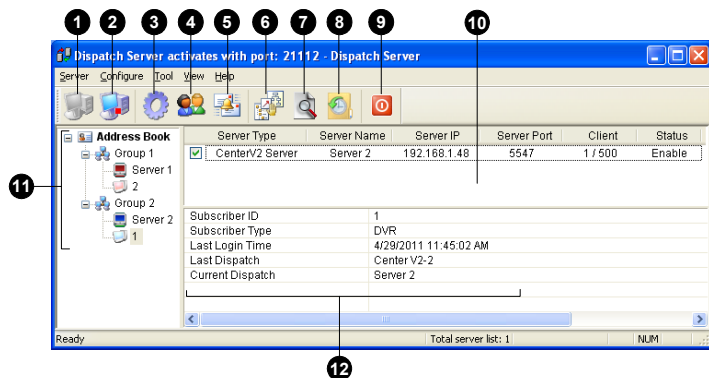 1 2 3 4 5 6 7 8 9 10
Dispatch Server activates with port: 21112 - Dispatch Server
Server Configure Tool View Help
Address Book
Group 1
Server 1
2
Group 2
Server 2
1
11
Server Type Server Name Server IP Server Port Client Status
CenterV2 Server Server 2 192.168.1.48 5547 1 / 500 Enable
Subscriber ID 1
Subscriber Type DVR
Last Login Time 4/29/2011 11:45:02 AM
Last Dispatch Center V2-2
Current Dispatch Server 2
Ready Total server list: 1 NUM
12